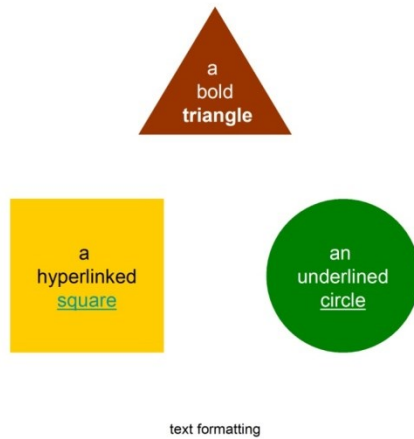 a
bold
triangle
a
hyperlinked
square
an
underlined
circle
text formatting